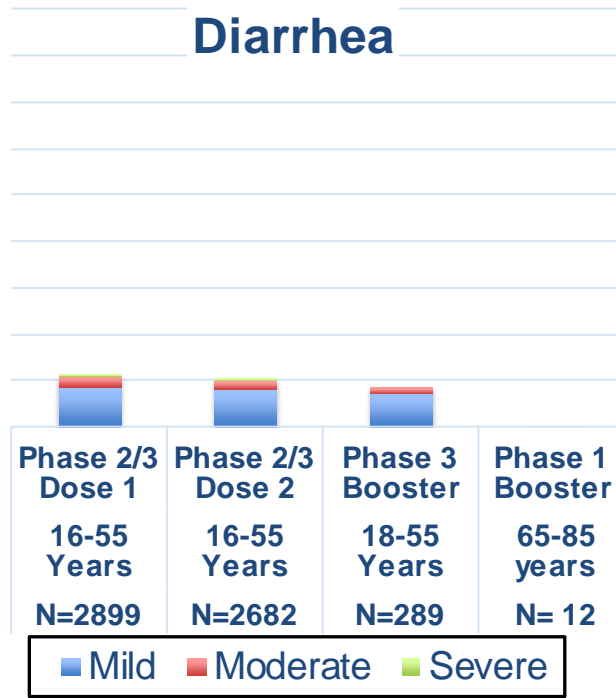 Diarrhea
Phase 2/3 Dose 1
16-55 Years
N=2899
Phase 2/3 Dose 2
16-55 Years
N=2682
Phase 3 Booster
18-55 Years
N=289
Phase 1 Booster
65-85 years
N= 12
Mild Moderate Severe